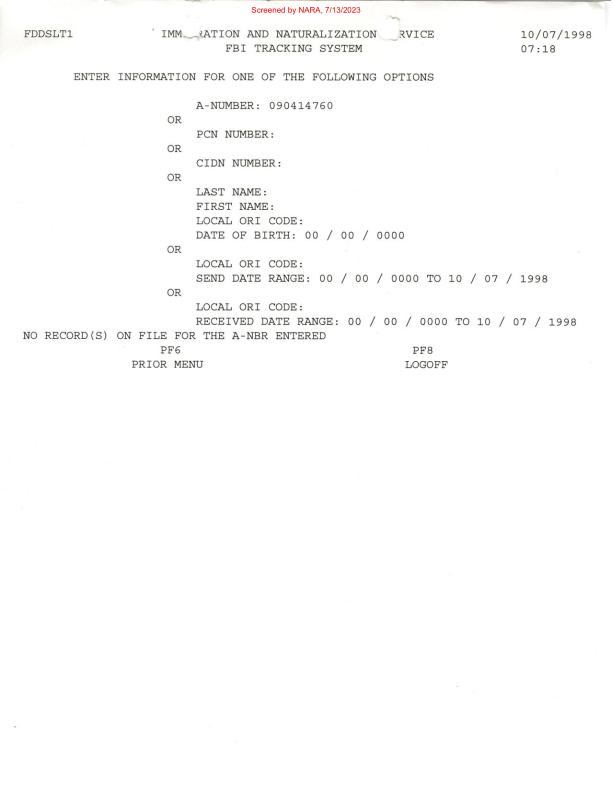 Screened by NARA, 7/13/2023
FDDSLT1 IMM RATION AND NATURALIZATION RVICE 10/07/1998
FBI TRACKING SYSTEM 07:18
ENTER INFORMATION FOR ONE OF THE FOLLOWING OPTIONS
A-NUMBER: 090414760
OR
PCN NUMBER:
OR
CIDN NUMBER:
OR
LAST NAME:
FIRST NAME:
LOCAL ORI CODE:
DATE OF BIRTH: 00 / 00 / 0000
OR
LOCAL ORI CODE:
SEND DATE RANGE: 00 / 00 / 0000 TO 10 / 07 / 1998
OR
LOCAL ORI CODE:
RECEIVED DATE RANGE: 00 / 00 / 0000 TO 10 / 07 / 1998
NO RECORD(S) ON FILE FOR THE A-NBR ENTERED
PF6 PF8
PRIOR MENU LOGOFF